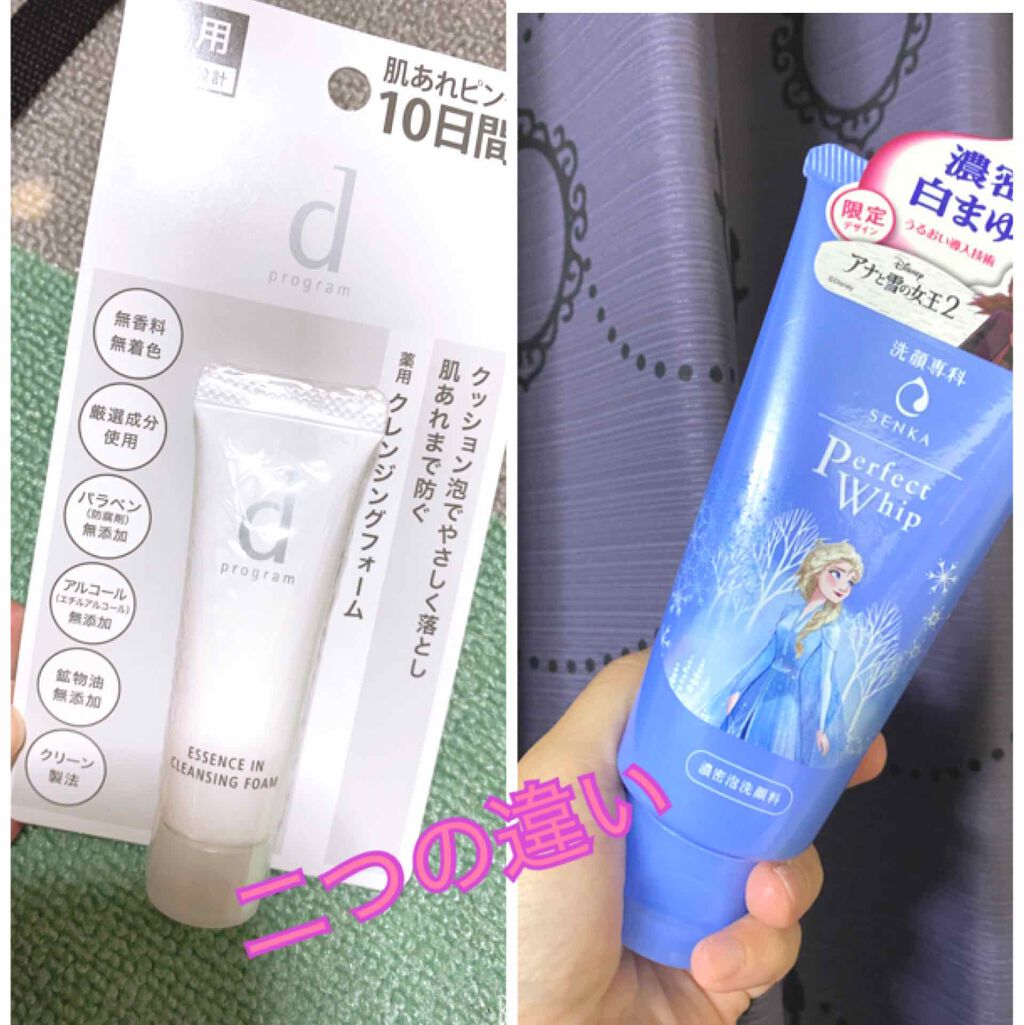 用
設計
肌あれピン
10日間
d
program
無香料
無着色
厳選成分
使用
パラベン
(防腐剤)
無添加
アルコール
(エチルアルコール)
無添加
鉱物油
無添加
クリーン
製法
クッション泡でやさしく落とし
肌あれまで防ぐ
薬用 クレンジングフォーム
d
program
ESSENCE IN
CLEANSING FOAM
二つの違い
濃密
白まゆ
うるおい導入技術
限定
デザイン
Disney
アナと雪の女王2
©Disney
洗顔専科
SENKA
Perfect
Whip
濃密泡洗顔料